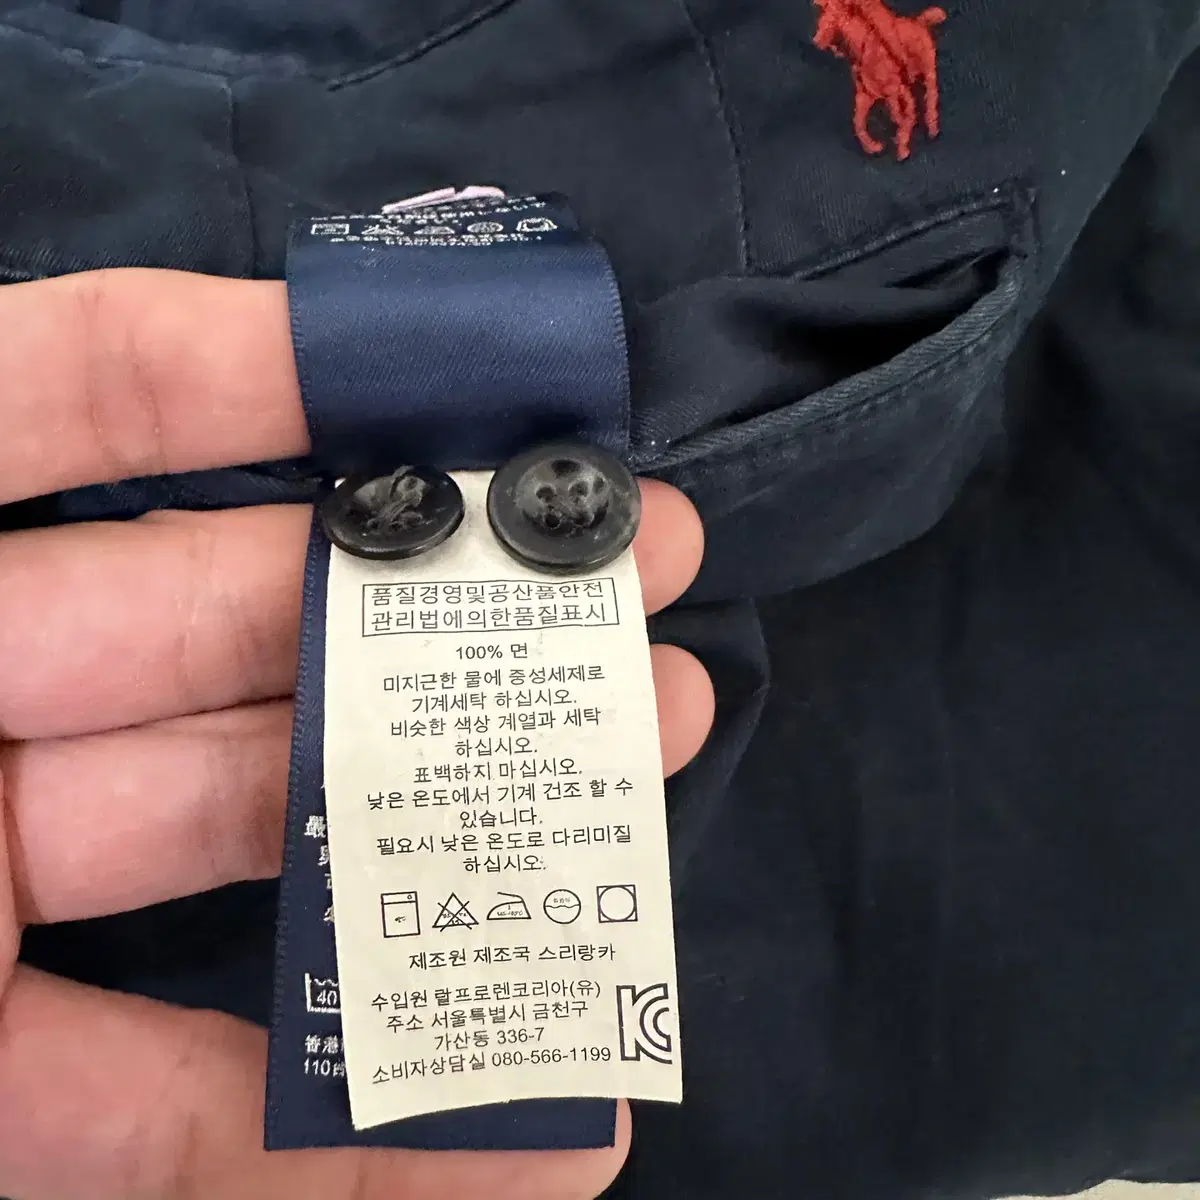 품질경영및공산품안전
관리법에의한품질표시
100% 면
미지근한 물에 중성세제로
기계세탁 하십시오.
비슷한 색상 계열과 세탁
하십시오.
표백하지 마십시오.
낮은 온도에서 기계 건조 할 수
있습니다.
필요시 낮은 온도로 다리미질
하십시오.
제조원 제조국 스리랑카
수입원 랄프로렌코리아(유)
주소 서울특별시 금천구
가산동 336-7
소비자상담실 080-566-1199
KC
最
40
香港
110